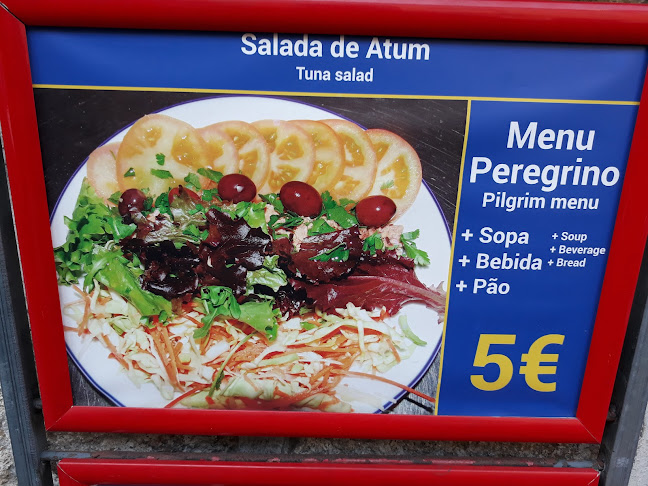 Salada de Atum
Tuna salad
Menu
Peregrino
Pilgrim menu
+ Sopa
+ Bebida
+ Pão
+ Soup
+ Beverage
+ Bread
5€